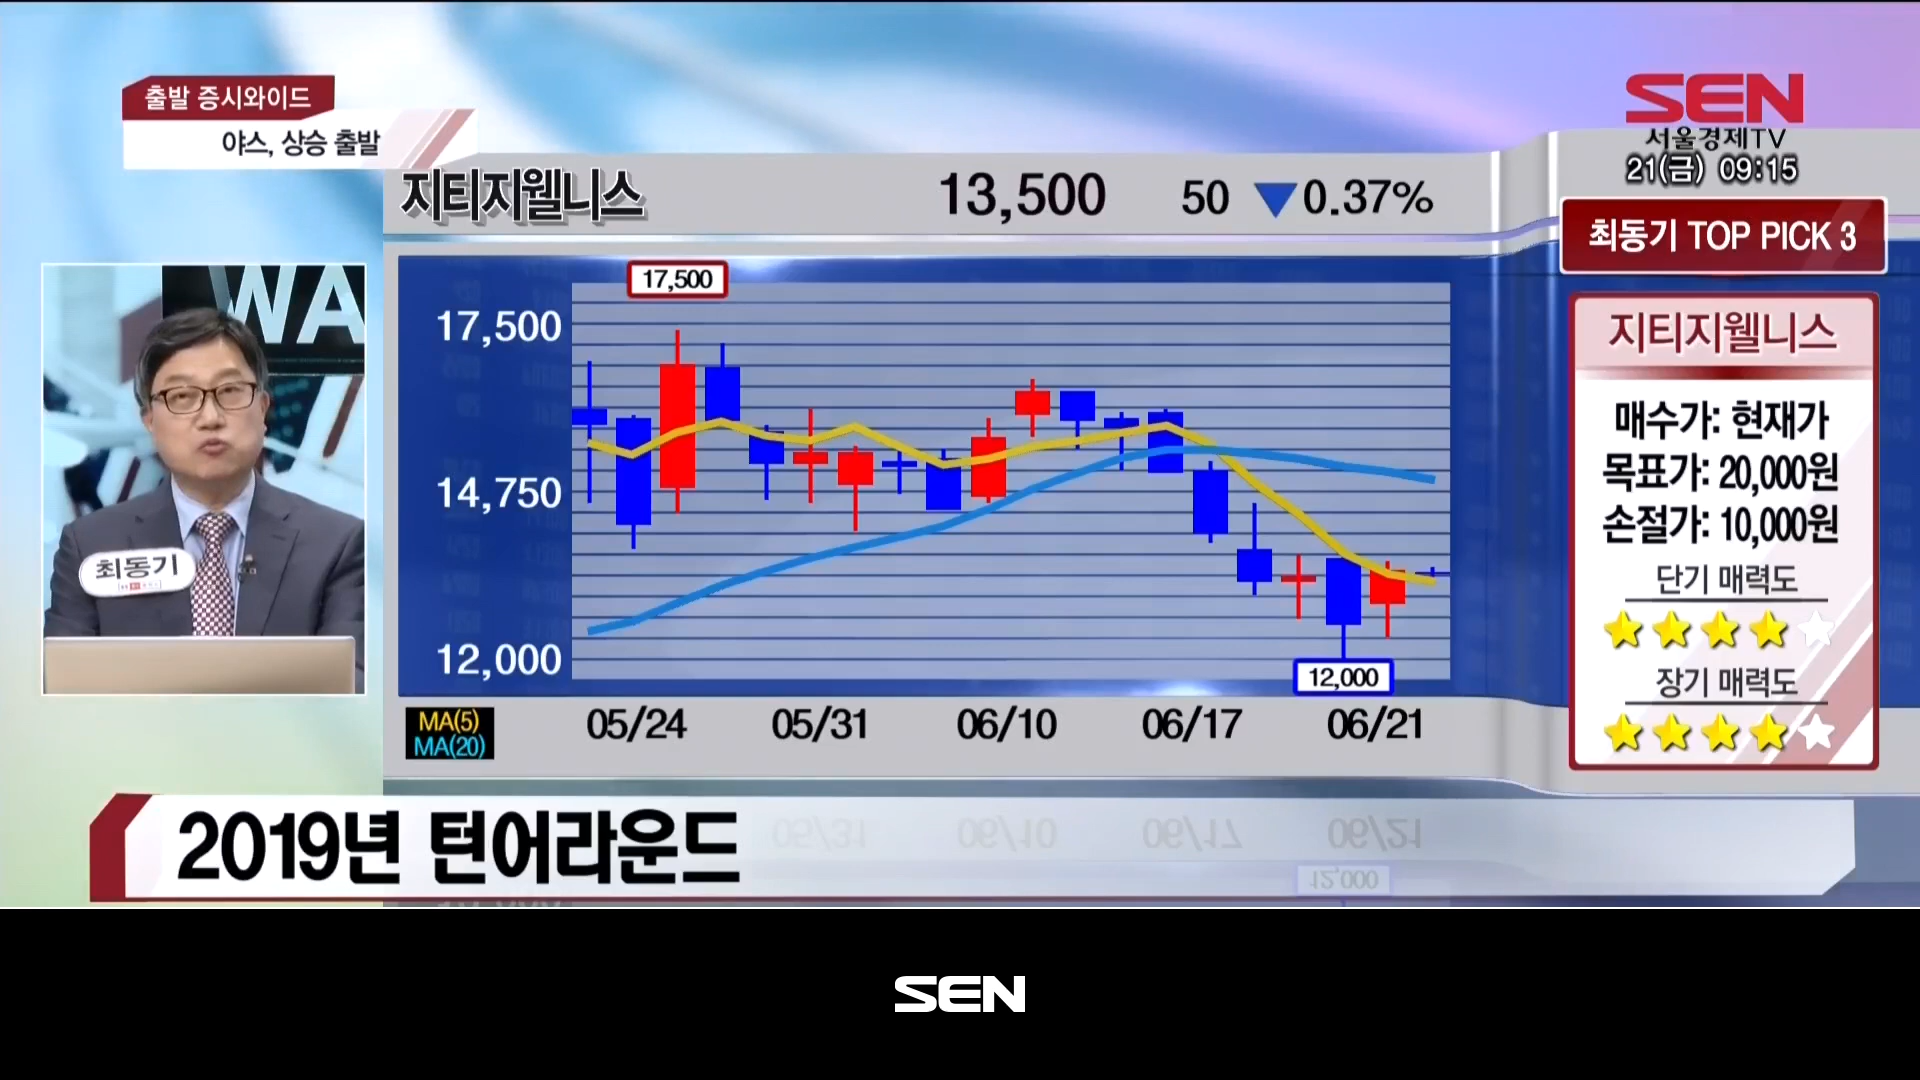 출발 증시와이드
야스, 상승 출발
SEN
서울경제TV
21(금) 09:15
지티지웰니스 13,500 50 ▼0.37%
최동기 TOP PICK 3
WA
17,500
17,500
14,750
12,000
12,000
MA(5)
MA(20)
05/24 05/31 06/10 06/17 06/21
지티지웰니스
매수가: 현재가
목표가: 20,000원
손절가: 10,000원
단기 매력도
장기 매력도
최동기
2019년 턴어라운드
SEN